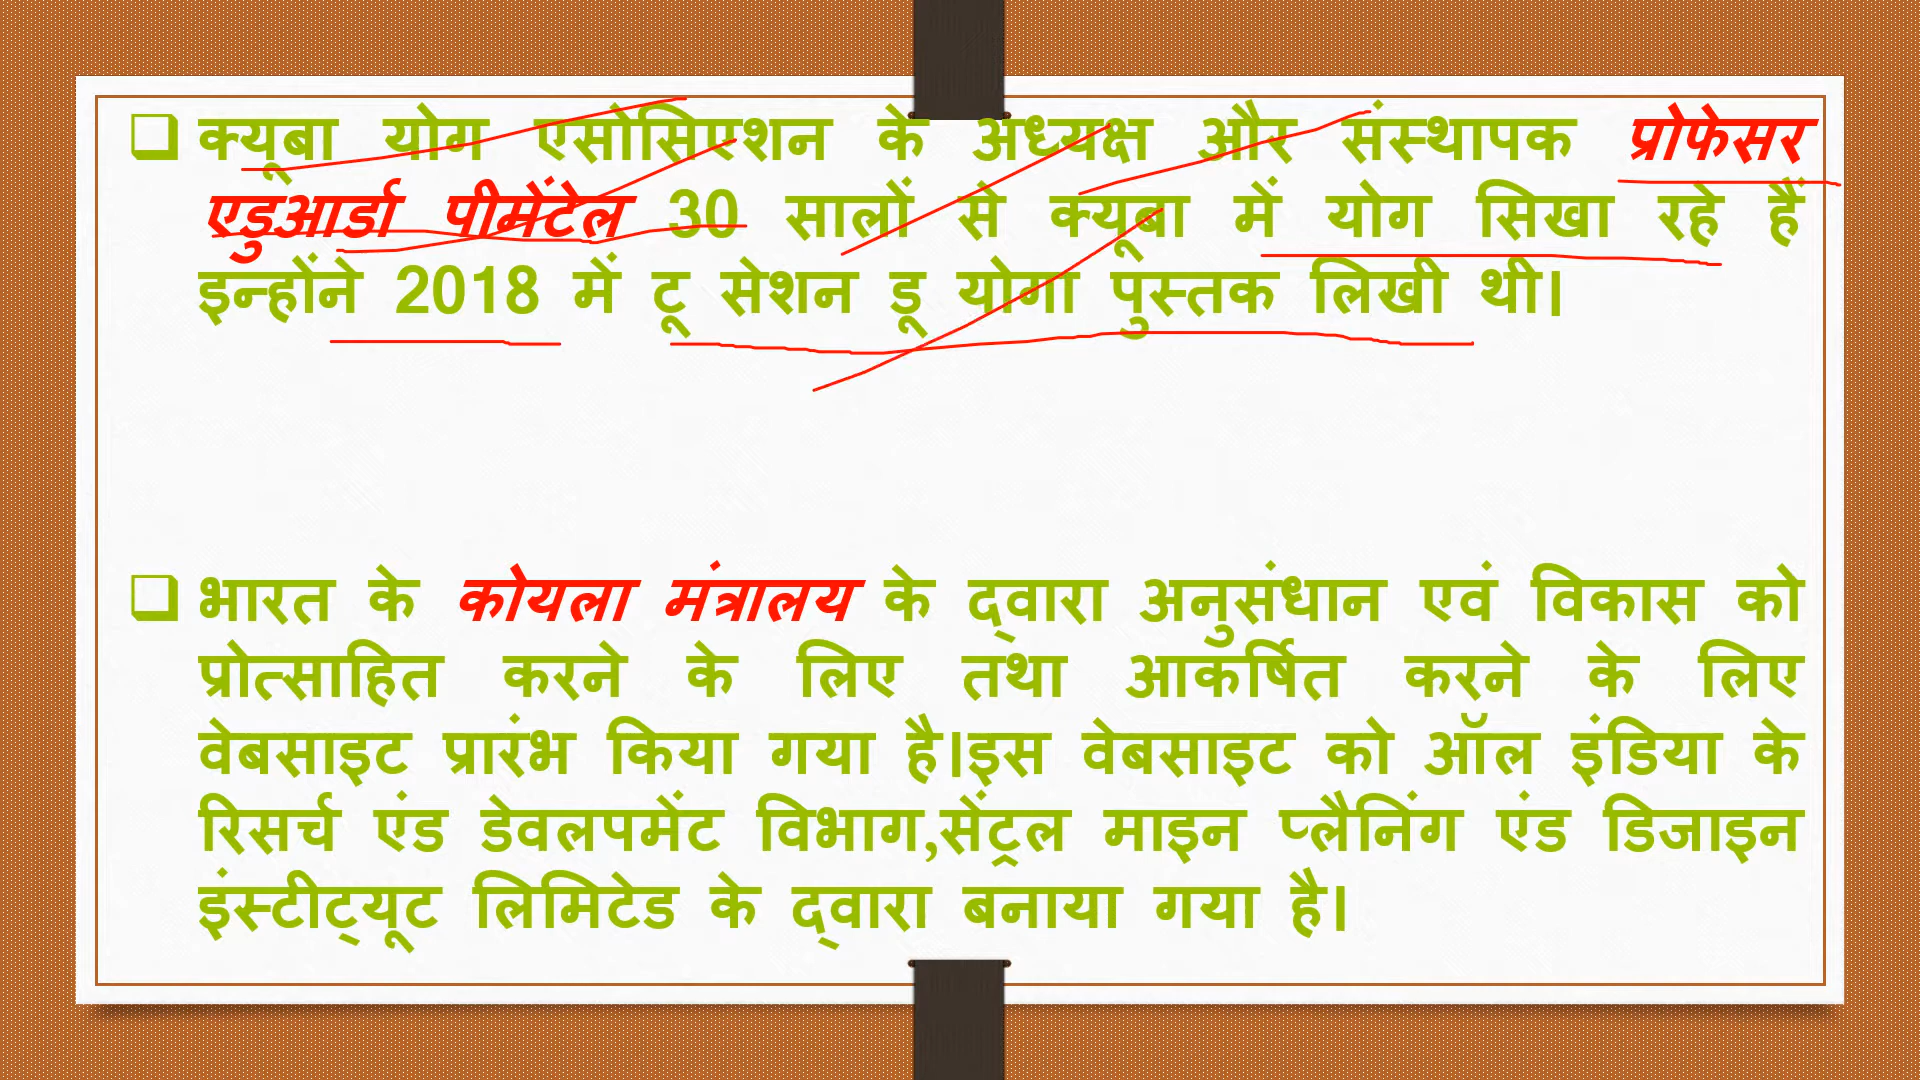 क्यूबा योग एसोसिएशन के अध्यक्ष और संस्थापक प्रोफेसर
एडुआर्डा पीमेंटेल 30 सालों से क्यूबा में योग सिखा रहे हैं
इन्होंने 2018 में टू सेशन डू योगा पुस्तक लिखी थी।
भारत के कोयला मंत्रालय के द्वारा अनुसंधान एवं विकास को
प्रोत्साहित करने के लिए तथा आकर्षित करने के लिए
वेबसाइट प्रारंभ किया गया है।इस वेबसाइट को ऑल इंडिया के
रिसर्च एंड डेवलपमेंट विभाग,सेंट्रल माइन प्लैनिंग एंड डिजाइन
इंस्टीट्यूट लिमिटेड के द्वारा बनाया गया है।